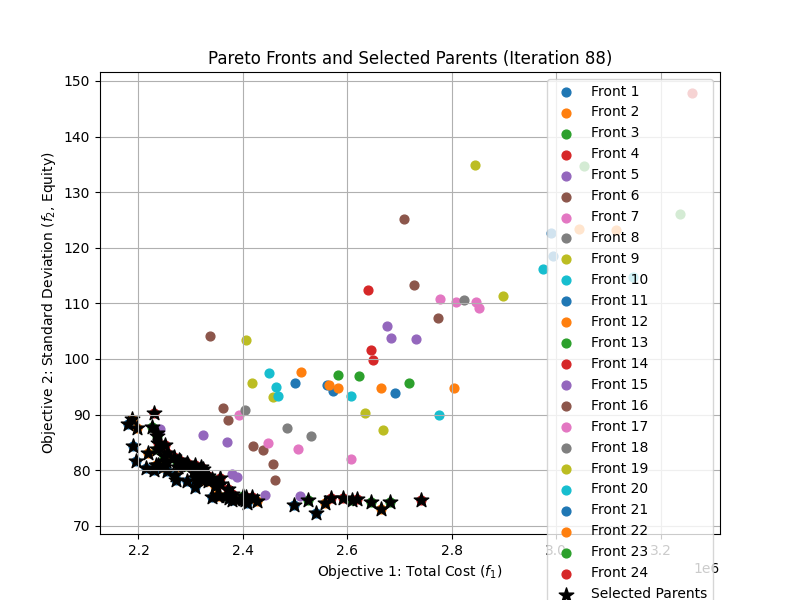 Pareto Fronts and Selected Parents (Iteration 88)
Objective 2: Standard Deviation (f2, Equity)
150
140
130
120
110
100
90
80
70
2.2 2.4 2.6 2.8 3.0 3.2
1e6
Objective 1: Total Cost (f1)
Front 1
Front 2
Front 3
Front 4
Front 5
Front 6
Front 7
Front 8
Front 9
Front 10
Front 11
Front 12
Front 13
Front 14
Front 15
Front 16
Front 17
Front 18
Front 19
Front 20
Front 21
Front 22
Front 23
Front 24
Selected Parents